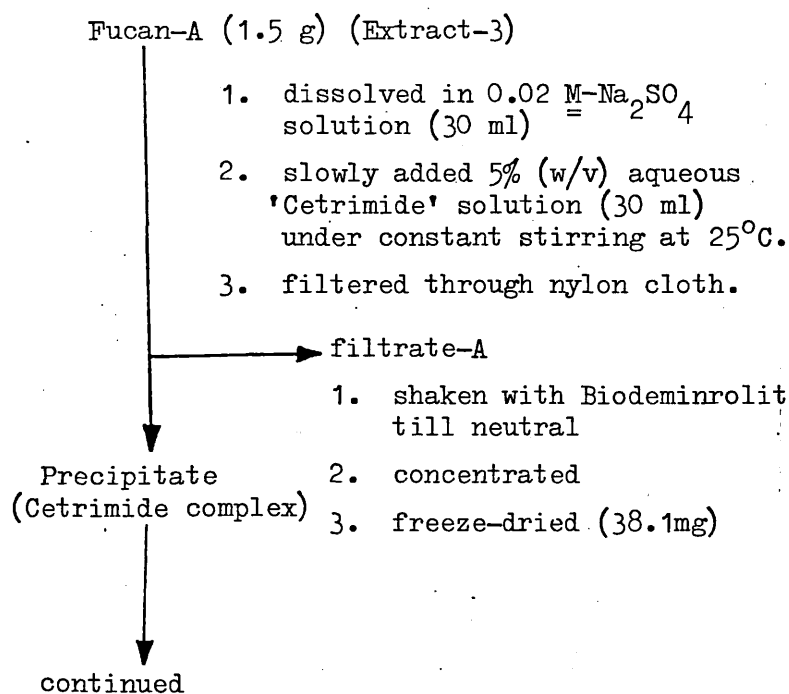 Fucan-A (1.5 g) (Extract-3)
1. dissolved in 0.02 M-Na2SO4
solution (30 ml)
2. slowly added 5% (w/v) aqueous
'Cetrimide' solution (30 ml)
under constant stirring at 25°C.
3. filtered through nylon cloth.
filtrate-A
1. shaken with Biodeminrolit
till neutral
2. concentrated
3. freeze-dried (38.1mg)
Precipitate
(Cetrimide complex)
continued